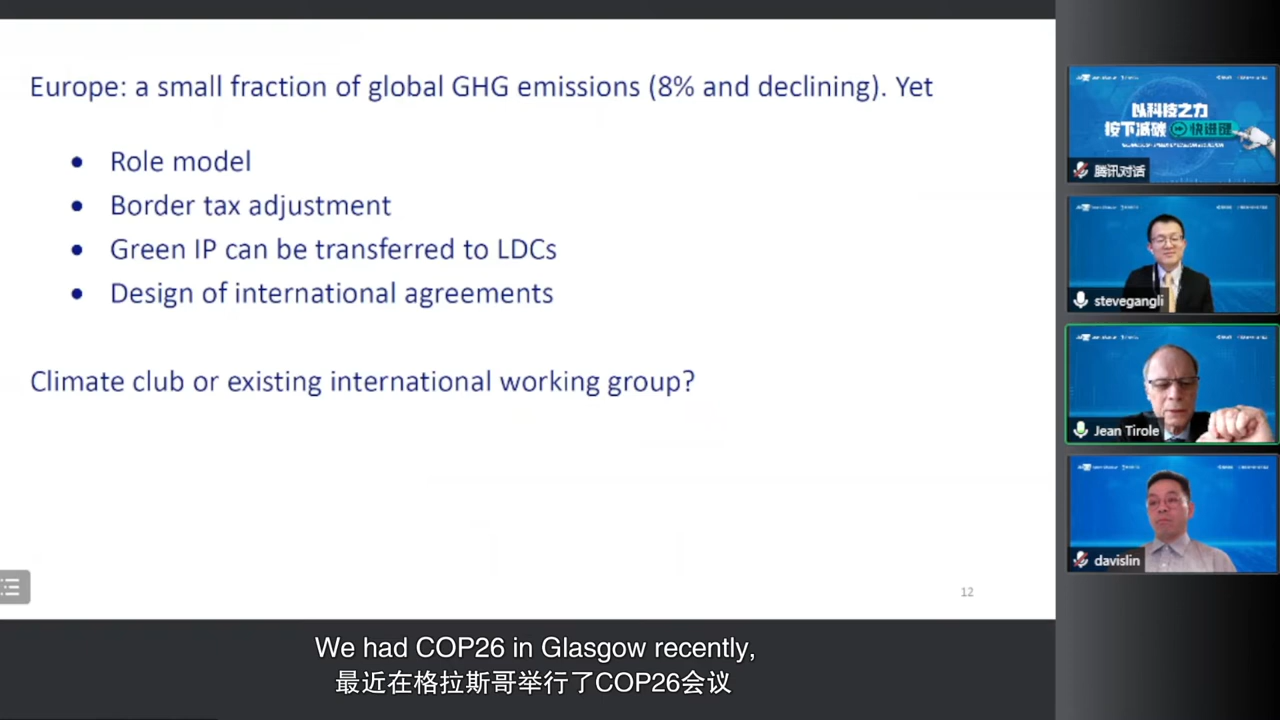 Europe: a small fraction of global GHG emissions (8% and declining). Yet
• Role model
• Border tax adjustment
• Green IP can be transferred to LDCs
• Design of international agreements
Climate club or existing international working group?
12
We had COP26 in Glasgow recently,
最近在格拉斯哥举行了COP26会议
以科技之力
按下减碳 快进键
腾讯对话
stevegangli
Jean Tirole
davislin